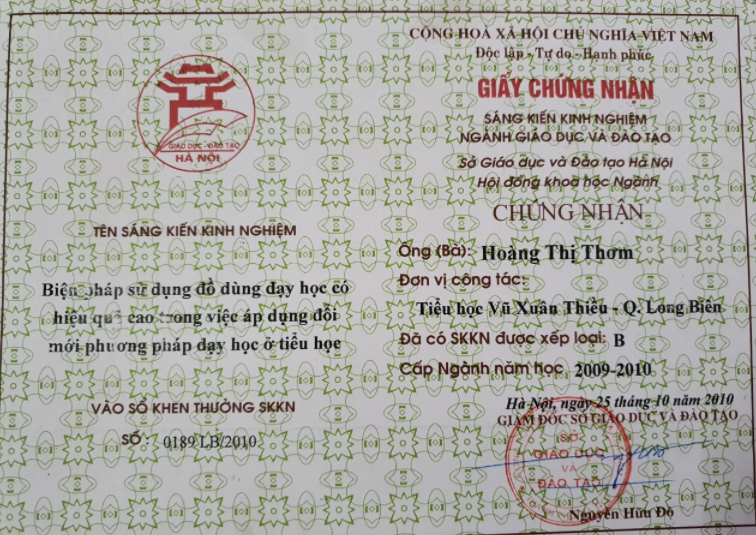 GIÁO DỤC - ĐÀO TẠO
HÀ NỘI
TÊN SÁNG KIẾN KINH NGHIỆM
Biện pháp sử dụng đồ dùng dạy học có
hiệu quả cao trong việc áp dụng đổi
mới phương pháp dạy học ở tiểu học
VÀO SỔ KHEN THƯỞNG SKKN
SỐ: 0189 LB/2010
CỘNG HOÀ XÃ HỘI CHỦ NGHĨA VIỆT NAM
Độc lập - Tự do - Hạnh phúc
GIẤY CHỨNG NHẬN
SÁNG KIẾN KINH NGHIỆM
NGÀNH GIÁO DỤC VÀ ĐÀO TẠO
Sở Giáo dục và Đào tạo Hà Nội
Hội đồng khoa học Ngành
CHỨNG NHẬN
Ông (Bà): Hoàng Thị Thơm
Đơn vị công tác:
Tiểu học Vũ Xuân Thiều - Q. Long Biên
Đã có SKKN được xếp loại: B
Cấp Ngành năm học 2009-2010
Hà Nội, ngày 25 tháng 10 năm 2010
GIÁM ĐỐC SỞ GIÁO DỤC VÀ ĐÀO TẠO
SỞ
GIÁO DỤC
VÀ
ĐÀO TẠO
Nguyễn Hữu Độ